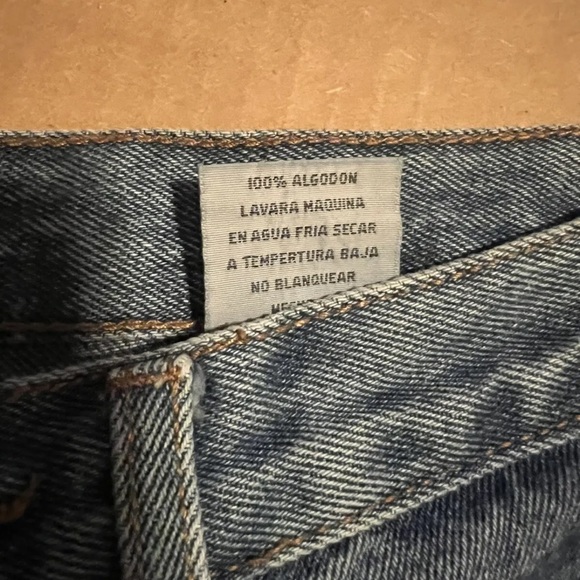 100% ALGODON
LAVARA MAQUINA
EN AGUA FRIA SECAR
A TEMPERTURA BAJA
NO BLANQUEAR